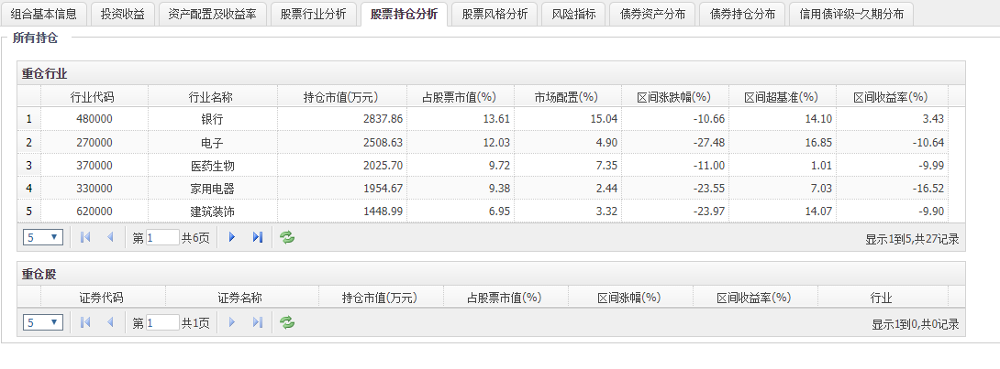 组合基本信息 投资收益 资产配置及收益率 股票行业分析 股票持仓分析 股票风格分析 风险指标 债券资产分布 债券持仓分布 信用债评级-久期分布
所有持仓
重仓行业
行业代码 行业名称 持仓市值(万元) 占股票市值(%) 市场配置(%) 区间涨跌幅(%) 区间超基准(%) 区间收益率(%)
1 480000 银行 2837.86 13.61 15.04 -10.66 14.10 3.43
2 270000 电子 2508.63 12.03 4.90 -27.48 16.85 -10.64
3 370000 医药生物 2025.70 9.72 7.35 -11.00 1.01 -9.99
4 330000 家用电器 1954.67 9.38 2.44 -23.55 7.03 -16.52
5 620000 建筑装饰 1448.99 6.95 3.32 -23.97 14.07 -9.90
5 第 1 共6页 显示1到5,共27记录
重仓股
证券代码 证券名称 持仓市值(万元) 占股票市值(%) 区间涨幅(%) 区间收益率(%) 行业
5 第 1 共1页 显示1到0,共0记录